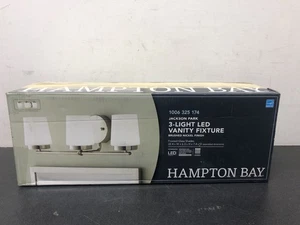 HAMPTON BAY
1006 325 174
JACKSON PARK
3-LIGHT LED
VANITY FIXTURE
BRUSHED NICKEL FINISH
LED
HAMPTON BAY